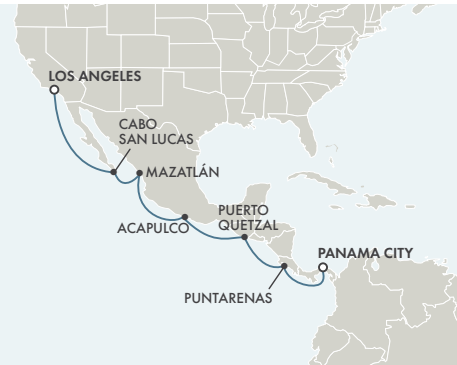 LOS ANGELES
CABO
SAN LUCAS
MAZATLÁN
ACAPULCO
PUERTO
QUETZAL
PANAMA CITY
PUNTARENAS